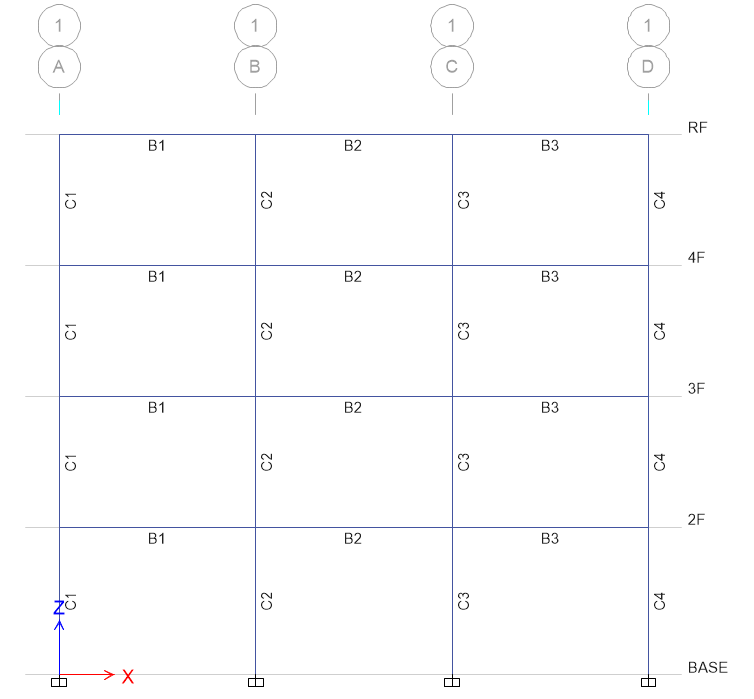 1 1 1 1
A B C D
RF
B1 B2 B3
C1 C2 C3 C4
4F
B1 B2 B3
C1 C2 C3 C4
3F
B1 B2 B3
C1 C2 C3 C4
2F
B1 B2 B3
C1 C2 C3 C4
Z
BASE
X